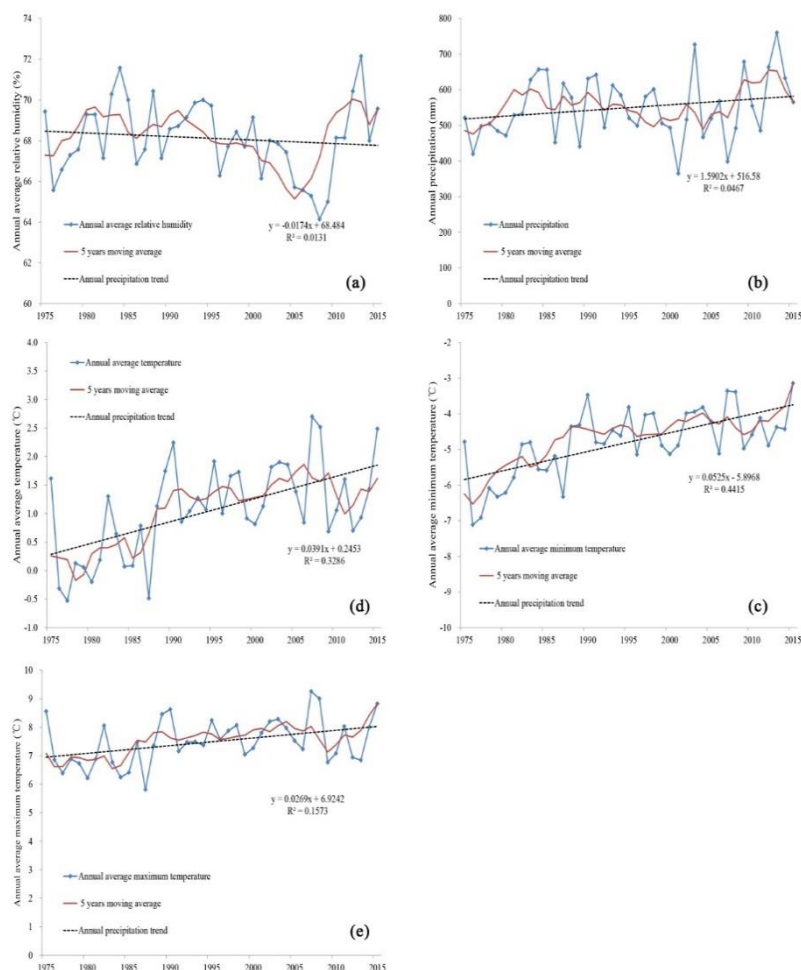 74
72
70
68
66
64
62
60
Annual average relative humidity (%)
y = -0.0174x + 68.484
R² = 0.0131
Annual average relative humidity
5 years moving average
Annual precipitation trend
(a)
1975 1980 1985 1990 1995 2000 2005 2010 2015
800
700
600
500
400
300
200
100
0
Annual precipitation (mm)
y = 1.5902x + 516.58
R² = 0.0467
Annual precipitation
5 years moving average
Annual precipitation trend
(b)
1975 1980 1985 1990 1995 2000 2005 2010 2015
4.0
3.5
3.0
2.5
2.0
1.5
1.0
0.5
0.0
-0.5
-1.0
Annual average temperature (℃)
Annual average temperature
5 years moving average
Annual precipitation trend
y = 0.0391x + 0.2453
R² = 0.3286
(d)
1975 1980 1985 1990 1995 2000 2005 2010 2015
-2
-3
-4
-5
-6
-7
-8
-9
-10
Annual average minimum temperature (℃)
y = 0.0525x - 5.8968
R² = 0.4415
Annual average minimum temperature
5 years moving average
Annual precipitation trend
(c)
1975 1980 1985 1990 1995 2000 2005 2010 2015
10
9
8
7
6
5
4
3
2
1
0
Annual average maximum temperature (℃)
y = 0.0269x + 6.9242
R² = 0.1573
Annual average maximum temperature
5 years moving average
Annual precipitation trend
(e)
1975 1980 1985 1990 1995 2000 2005 2010 2015